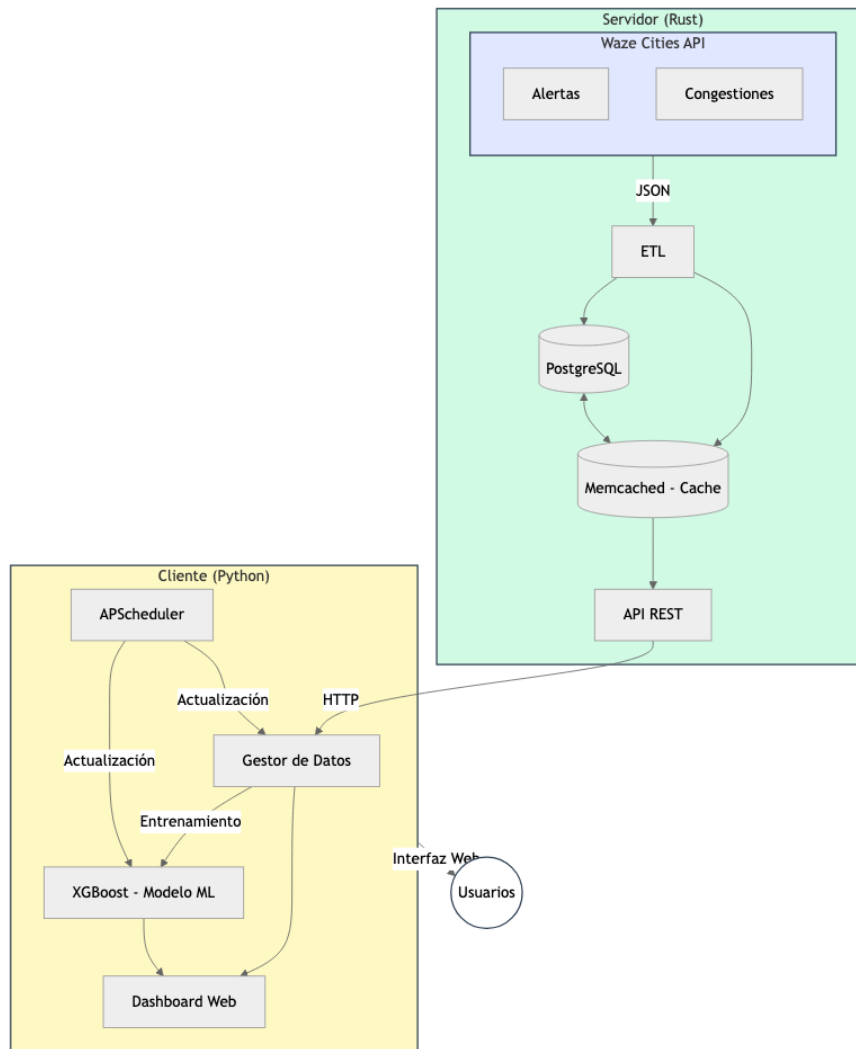 Servidor (Rust)
Waze Cities API
Alertas
Congestiones
JSON
ETL
PostgreSQL
Memcached - Cache
API REST
HTTP
Cliente (Python)
APScheduler
Actualización
Gestor de Datos
Actualización
Entrenamiento
XGBoost - Modelo ML
Dashboard Web
Interfaz Web
Usuarios